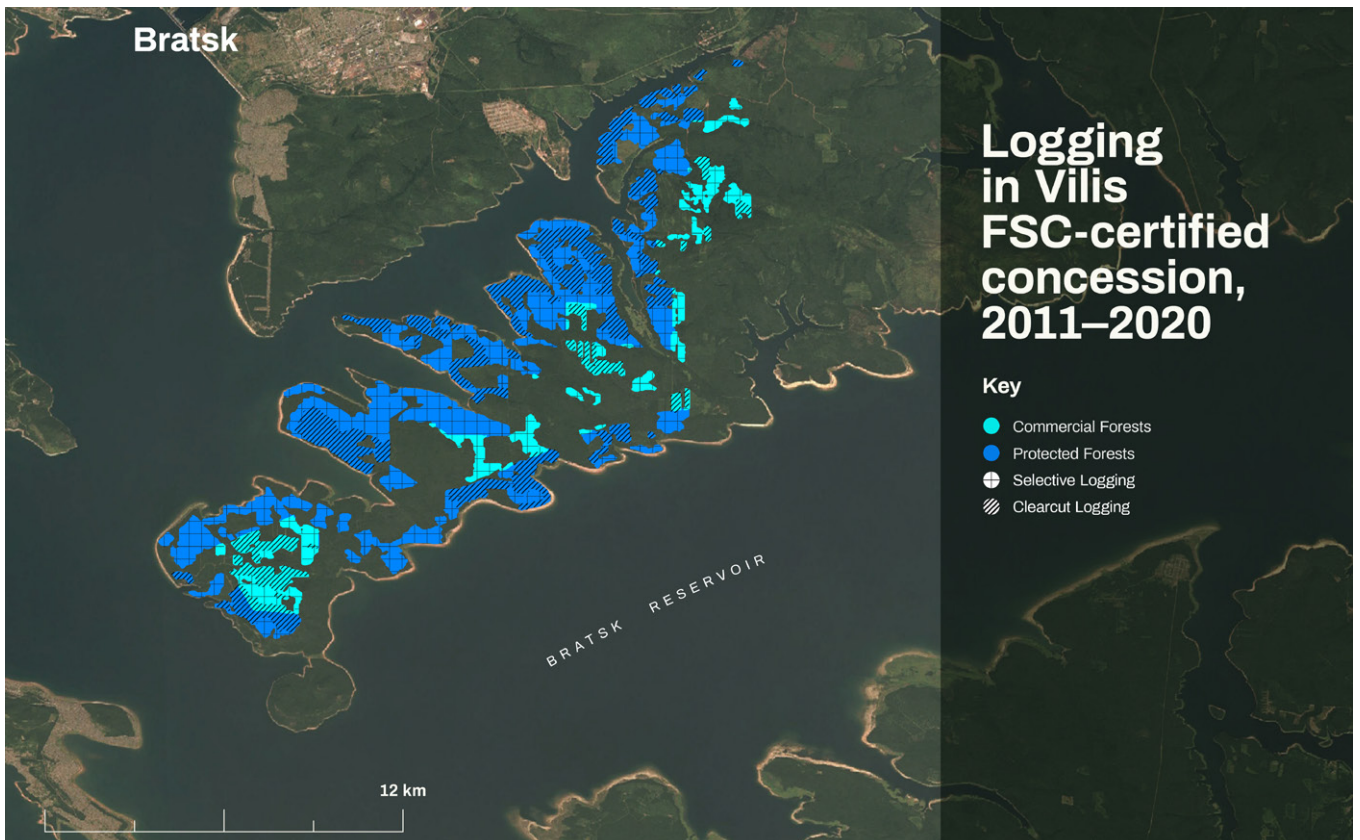 Bratsk
Logging
in Vilis
FSC-certified
concession,
2011–2020
Key
Commercial Forests
Protected Forests
Selective Logging
Clearcut Logging
BRATSK RESERVOIR
12 km